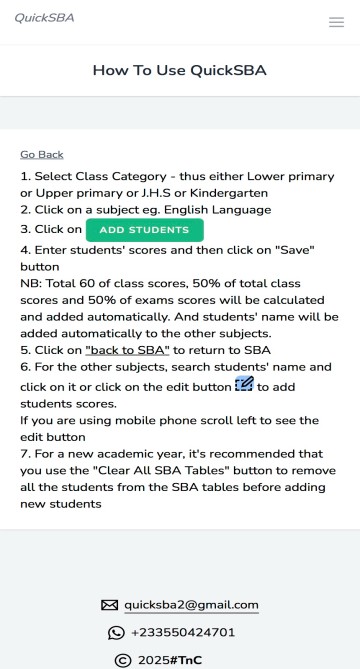 QuickSBA
How To Use QuickSBA
Go Back
1. Select Class Category - thus either Lower primary
or Upper primary or J.H.S or Kindergarten
2. Click on a subject eg. English Language
3. Click on ADD STUDENTS
4. Enter students' scores and then click on "Save"
button
NB: Total 60 of class scores, 50% of total class
scores and 50% of exams scores will be calculated
and added automatically. And students' name will be
added automatically to the other subjects.
5. Click on "back to SBA" to return to SBA
6. For the other subjects, search students' name and
click on it or click on the edit button to add
students scores.
If you are using mobile phone scroll left to see the
edit button
7. For a new academic year, it's recommended that
you use the "Clear All SBA Tables" button to remove
all the students from the SBA tables before adding
new students
quicksba2@gmail.com
+233550424701
© 2025#TnC